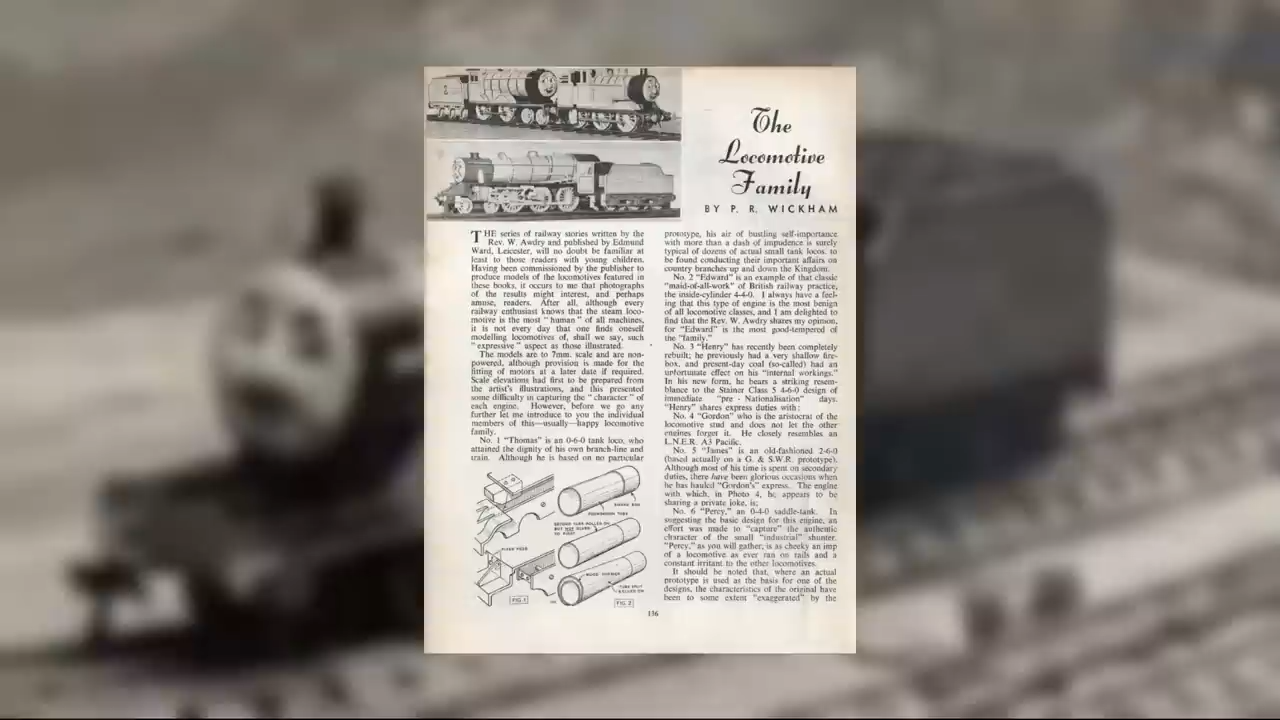 The
Locomotive
Family
BY P. R. WICKHAM
THE series of railway stories written by the
Rev. W. Awdry and published by Edmund
Ward, Leicester, will no doubt be familiar at
least to those readers with young children.
Having been commissioned by the publisher to
produce models of the locomotives featured in
these books, it occurs to me that photographs
of the results might interest, and perhaps
amuse, readers. After all, although every
railway enthusiast knows that the steam loco-
motive is the most "human" of all machines,
it is not every day that one finds oneself
modelling locomotives of, shall we say, such
"expressive" aspect as those illustrated.
The models are to 7mm. scale and are non-
powered, although provision is made for the
fitting of motors at a later date if required.
Scale elevations had first to be prepared from
the artist's illustrations, and this presented
some difficulty in capturing the "character" of
each engine. However, before we go any
further let me introduce to you the individual
members of this—usually—happy locomotive
family.
No. 1 "Thomas" is an 0-6-0 tank loco, who
attained the dignity of his own branch-line and
train. Although he is based on no particular
FIG. 1
FIG. 2
prototype, his air of bustling self-importance
with more than a dash of impudence is surely
typical of dozens of actual small tank locos. to
be found conducting their important affairs on
country branches up and down the Kingdom.
No. 2 "Edward" is an example of that classic
"maid-of-all-work" of British railway practice,
the inside-cylinder 4-4-0. I always have a feel-
ing that this type of engine is the most benign
of all locomotive classes, and I am delighted to
find that the Rev. W. Awdry shares my opinion,
for "Edward" is the most good-tempered of
the "family."
No. 3 "Henry" has recently been completely
rebuilt; he previously had a very shallow fire-
box, and present-day coal (so-called) had an
unfortunate effect on his "internal workings."
In his new form, he bears a striking resem-
blance to the Stainer Class 5 4-6-0 design of
immediate "pre - Nationalisation" days.
"Henry" shares express duties with:
No. 4 "Gordon" who is the aristocrat of the
locomotive stud and does not let the other
engines forget it. He closely resembles an
L.N.E.R. A3 Pacific.
No. 5 "James" is an old-fashioned 2-6-0
(based actually on a G. & S.W.R. prototype).
Although most of his time is spent on secondary
duties, there have been glorious occasions when
he has hauled "Gordon's" express. The engine
with which, in Photo 4, he appears to be
sharing a private joke, is;
No. 6 "Percy," an 0-4-0 saddle-tank. In
suggesting the basic design for this engine, an
effort was made to "capture" the authentic
character of the small "industrial" shunter.
"Percy," as you will gather, is as cheeky an imp
of a locomotive as ever ran on rails and a
constant irritant to the other locomotives.
It should be noted that, where an actual
prototype is used as the basis for one of the
designs, the characteristics of the original have
been to some extent "exaggerated" by the
136